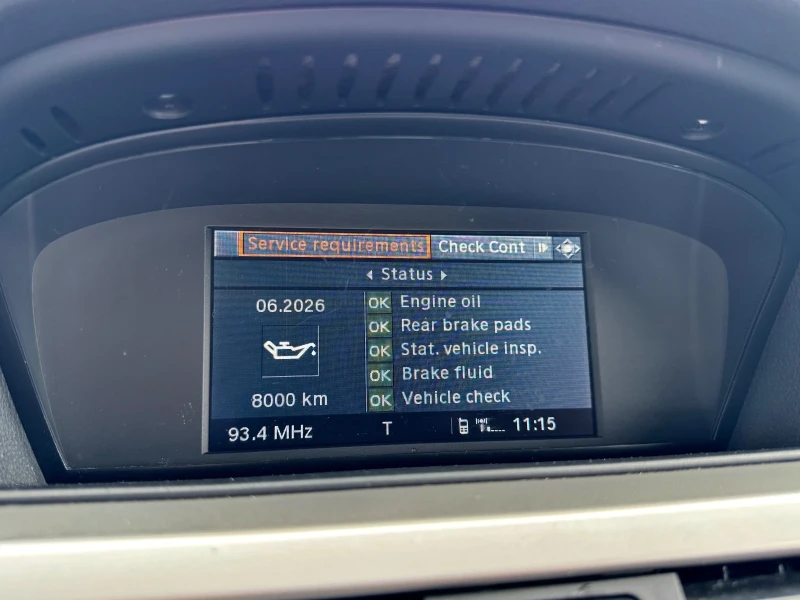 Service requirements Check Cont
Status
06.2026
8000 km
OK Engine oil
OK Rear brake pads
OK Stat. vehicle insp.
OK Brake fluid
OK Vehicle check
93.4 MHz T 11:15